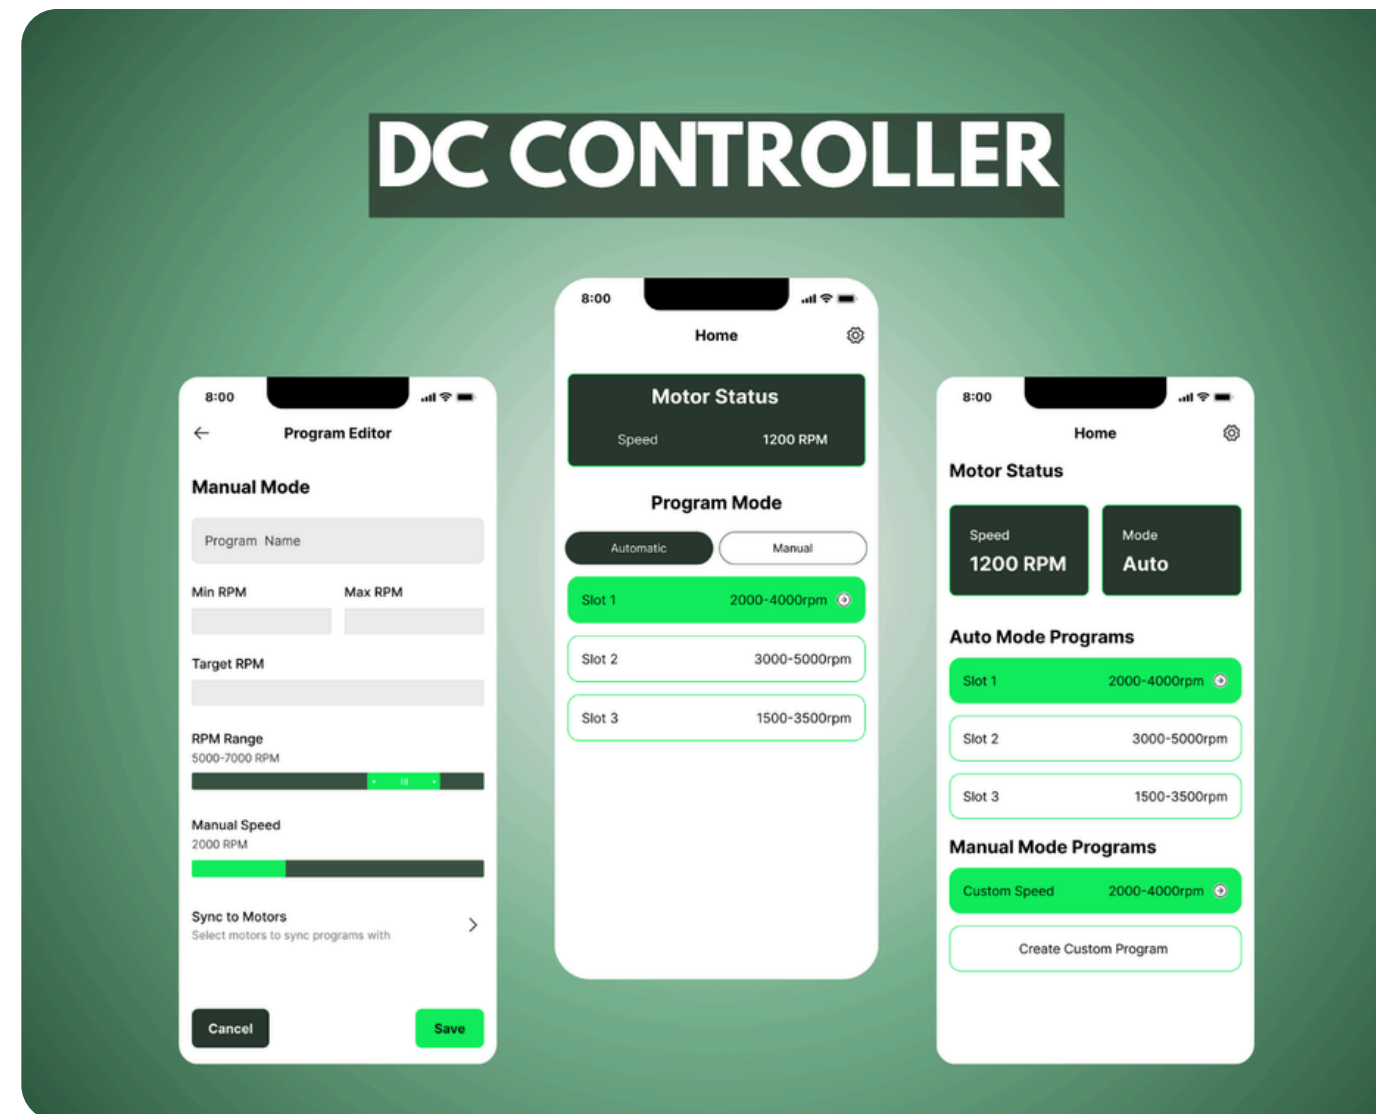 DC CONTROLLER
8:00
Program Editor
Manual Mode
Program Name
Min RPM Max RPM
Target RPM
RPM Range
5000-7000 RPM
Manual Speed
2000 RPM
Sync to Motors
Select motors to sync programs with
Cancel Save
8:00
Home
Motor Status
Speed 1200 RPM
Program Mode
Automatic Manual
Slot 1 2000-4000rpm
Slot 2 3000-5000rpm
Slot 3 1500-3500rpm
8:00
Home
Motor Status
Speed Mode
1200 RPM Auto
Auto Mode Programs
Slot 1 2000-4000rpm
Slot 2 3000-5000rpm
Slot 3 1500-3500rpm
Manual Mode Programs
Custom Speed 2000-4000rpm
Create Custom Program